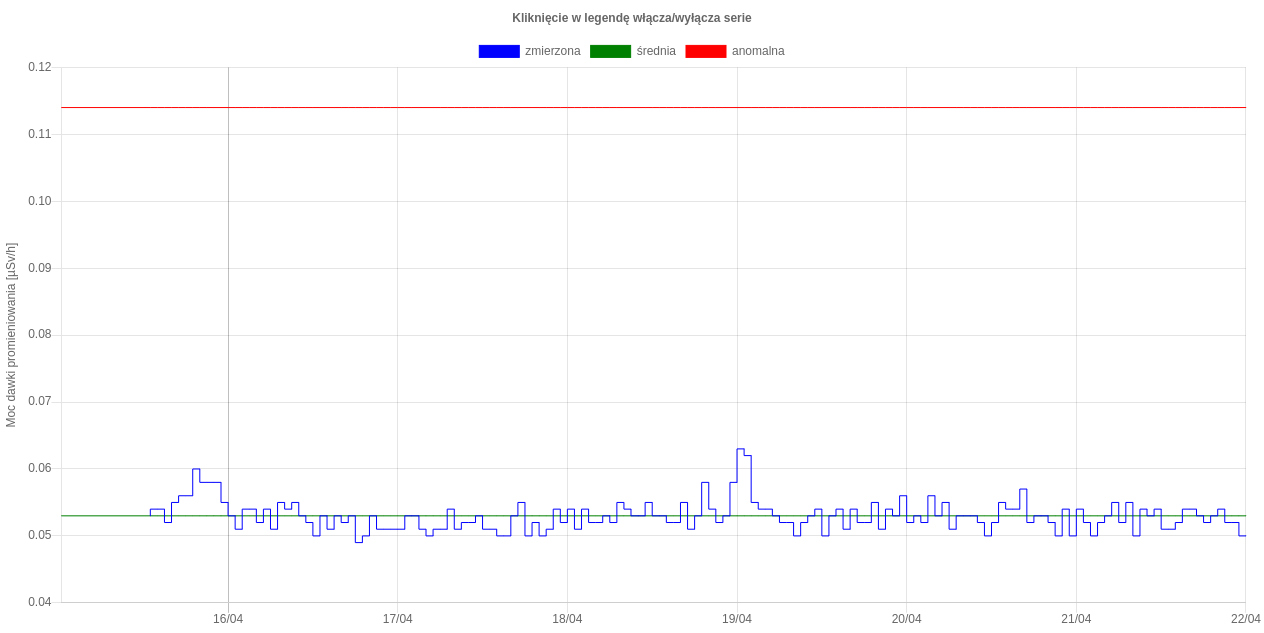 Kliknięcie w legendę włącza/wyłącza serie
zmierzona średnia anomalna
Moc dawki promieniowania [µSv/h]
0.12
0.11
0.10
0.09
0.08
0.07
0.06
0.05
0.04
16/04 17/04 18/04 19/04 20/04 21/04 22/04